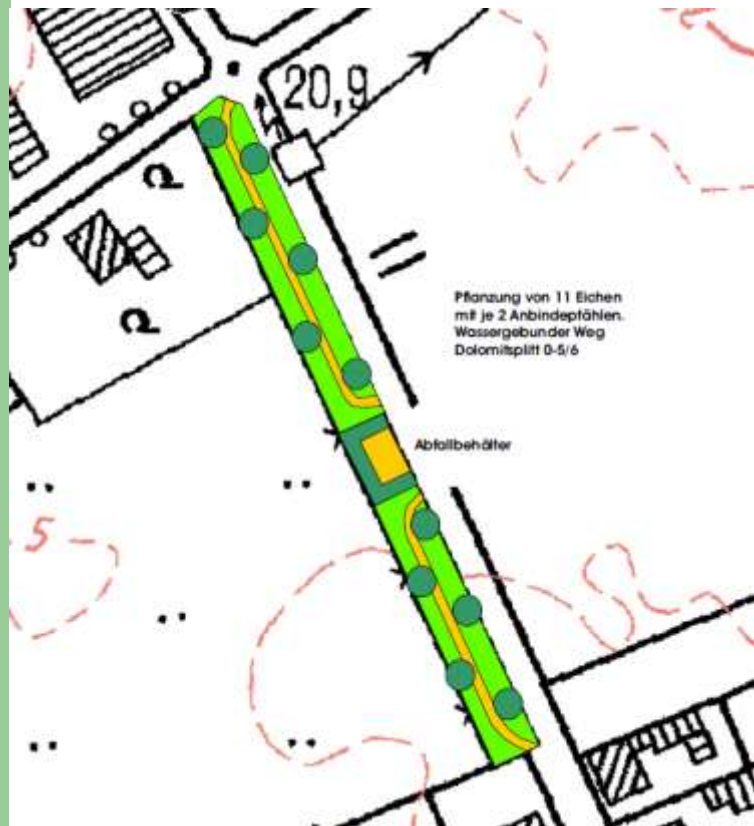 20,9
Pflanzung von 11 Eichen
mit je 2 Anbindepfählen.
Wassergebunder Weg
Dolomitsplitt 0-5/6
Abfallbehälter
5